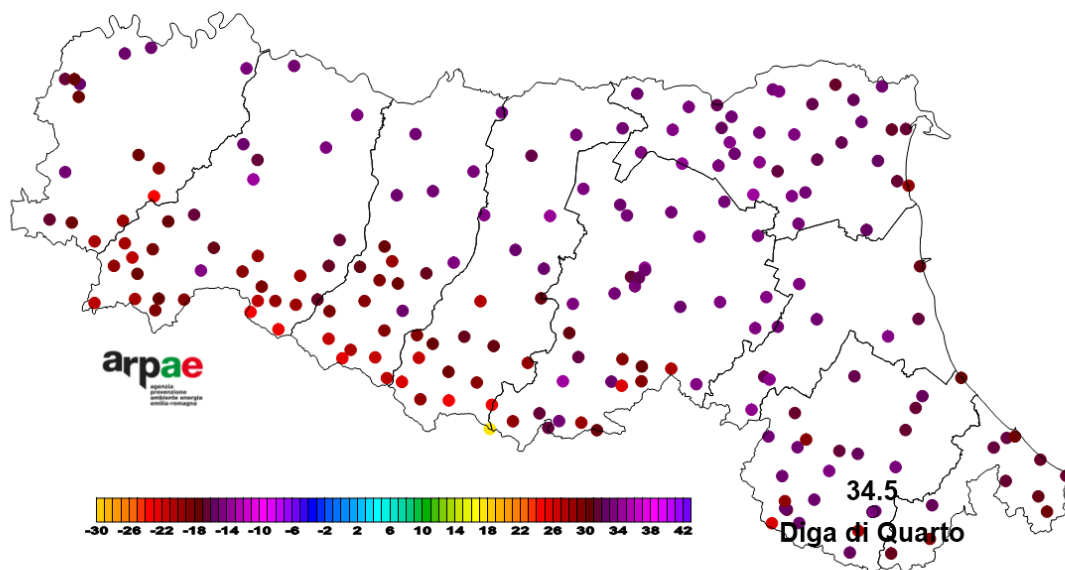 arpae
agenzia
prevenzione
ambiente energia
emilia-romagna
34.5
Diga di Quarto
-30 -26 -22 -18 -14 -10 -6 -2 2 6 10 14 18 22 26 30 34 38 42